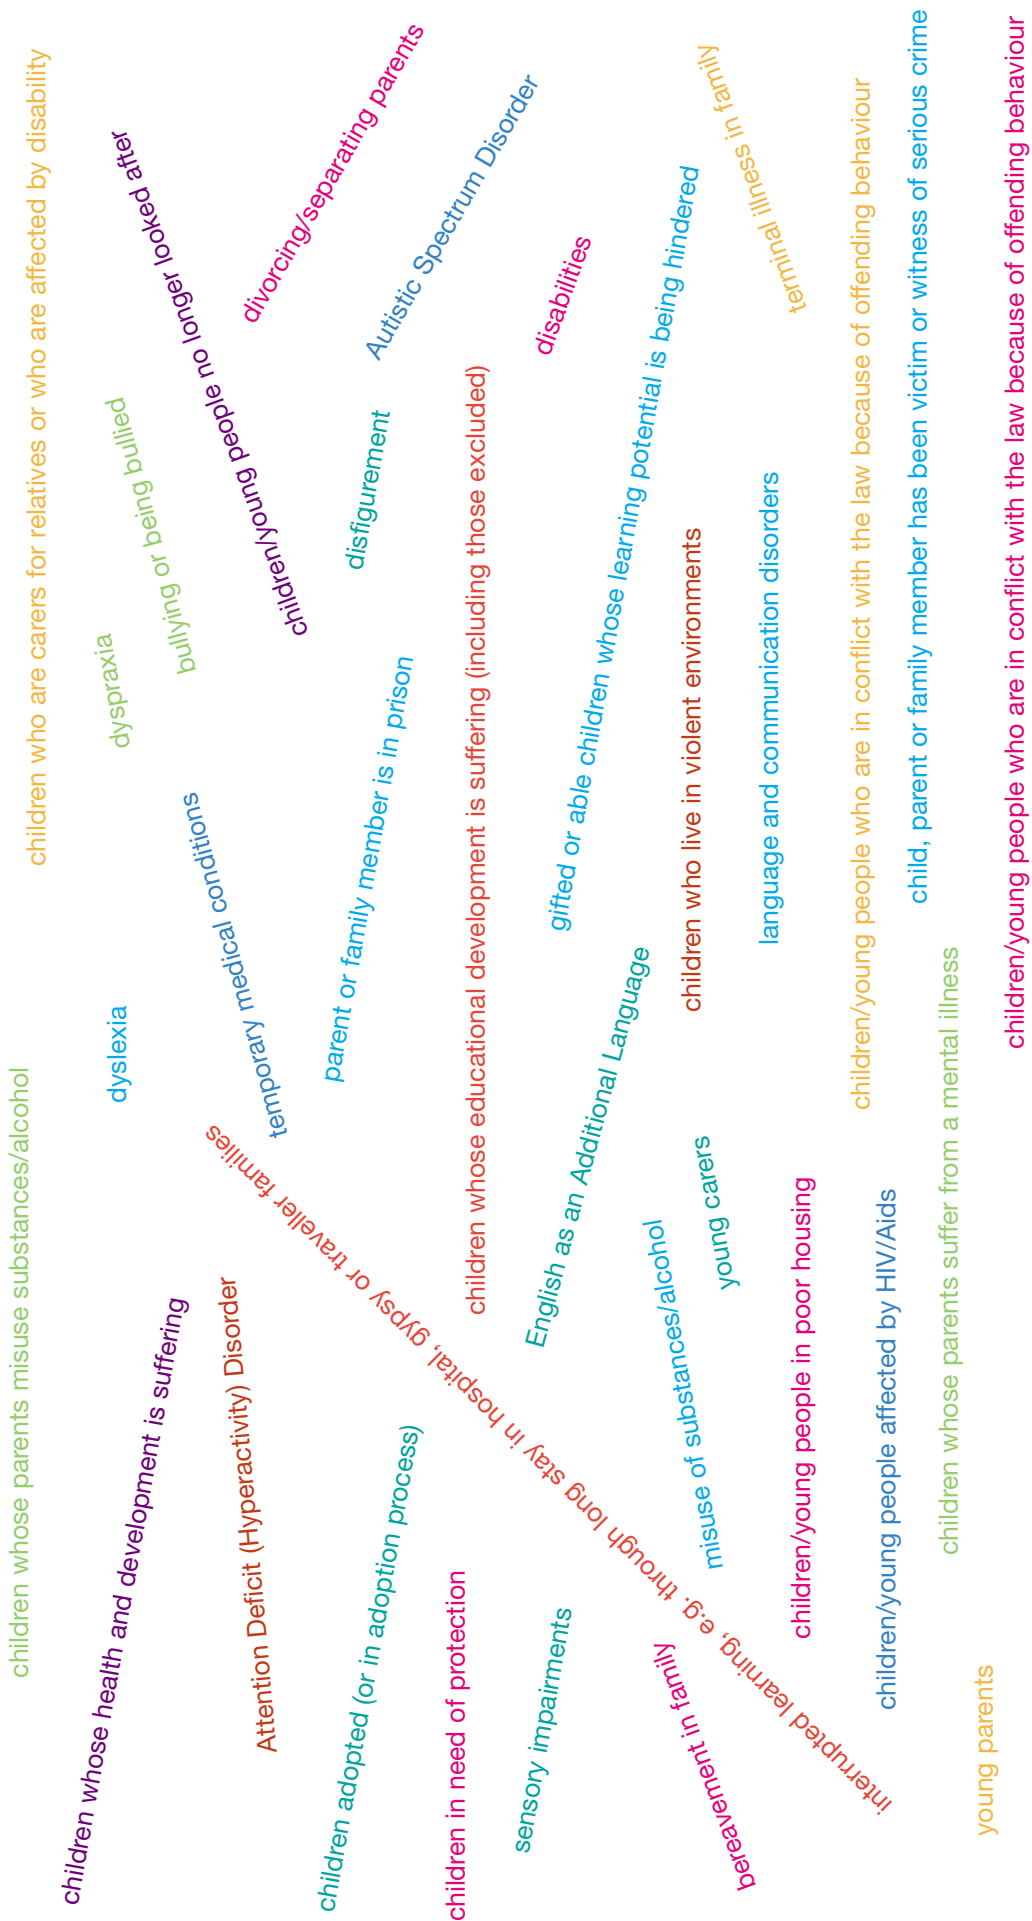 children who are carers for relatives or who are affected by disability
children/young people no longer looked after
divorcing/separating parents
Autistic Spectrum Disorder
disabilities
terminal illness in family
children/young people who are in conflict with the law because of offending behaviour
child, parent or family member has been victim or witness of serious crime
children/young people who are in conflict with the law because of offending behaviour
bullying or being bullied
disfigurement
children whose educational development is suffering (including those excluded)
gifted or able children whose learning potential is being hindered
children who live in violent environments
language and communication disorders
dyspraxia
temporary medical conditions
parent or family member is in prison
dyslexia
English as an Additional Language
children whose parents suffer from a mental illness
children whose parents misuse substances/alcohol
interrupted learning, e.g. through long stay in hospital, gypsy or traveller families
young carers
misuse of substances/alcohol
children/young people in poor housing
children/young people affected by HIV/Aids
children whose health and development is suffering
Attention Deficit (Hyperactivity) Disorder
children adopted (or in adoption process)
children in need of protection
sensory impairments
bereavement in family
young parents